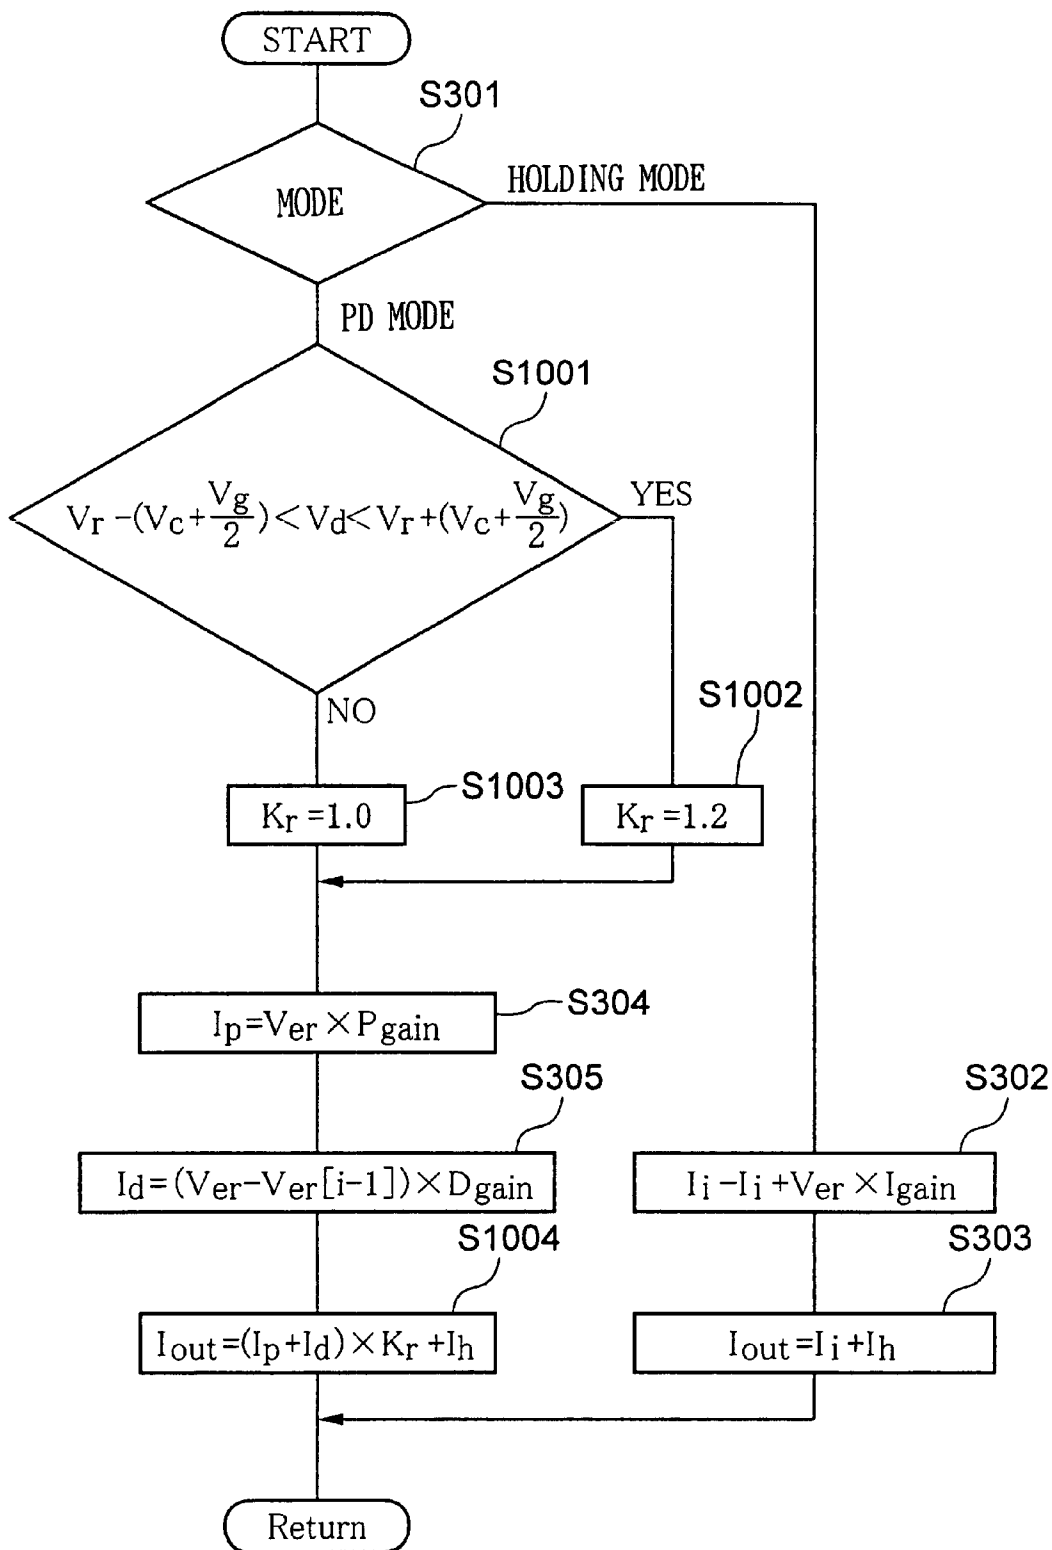 START
S301
MODE
HOLDING MODE
PD MODE
S1001
Vr-(Vc+Vg/2)<Vd<Vr+(Vc+Vg/2)
YES
NO
S1002
S1003
Kr=1.0
Kr=1.2
S304
Ip=Ver×Pgain
S305
Id=(Ver-Ver[i-1])×Dgain
S302
Ii-Ii+Ver×Igain
S1004
Iout=(Ip+Id)×Kr+Ih
S303
Iout=Ii+Ih
Return